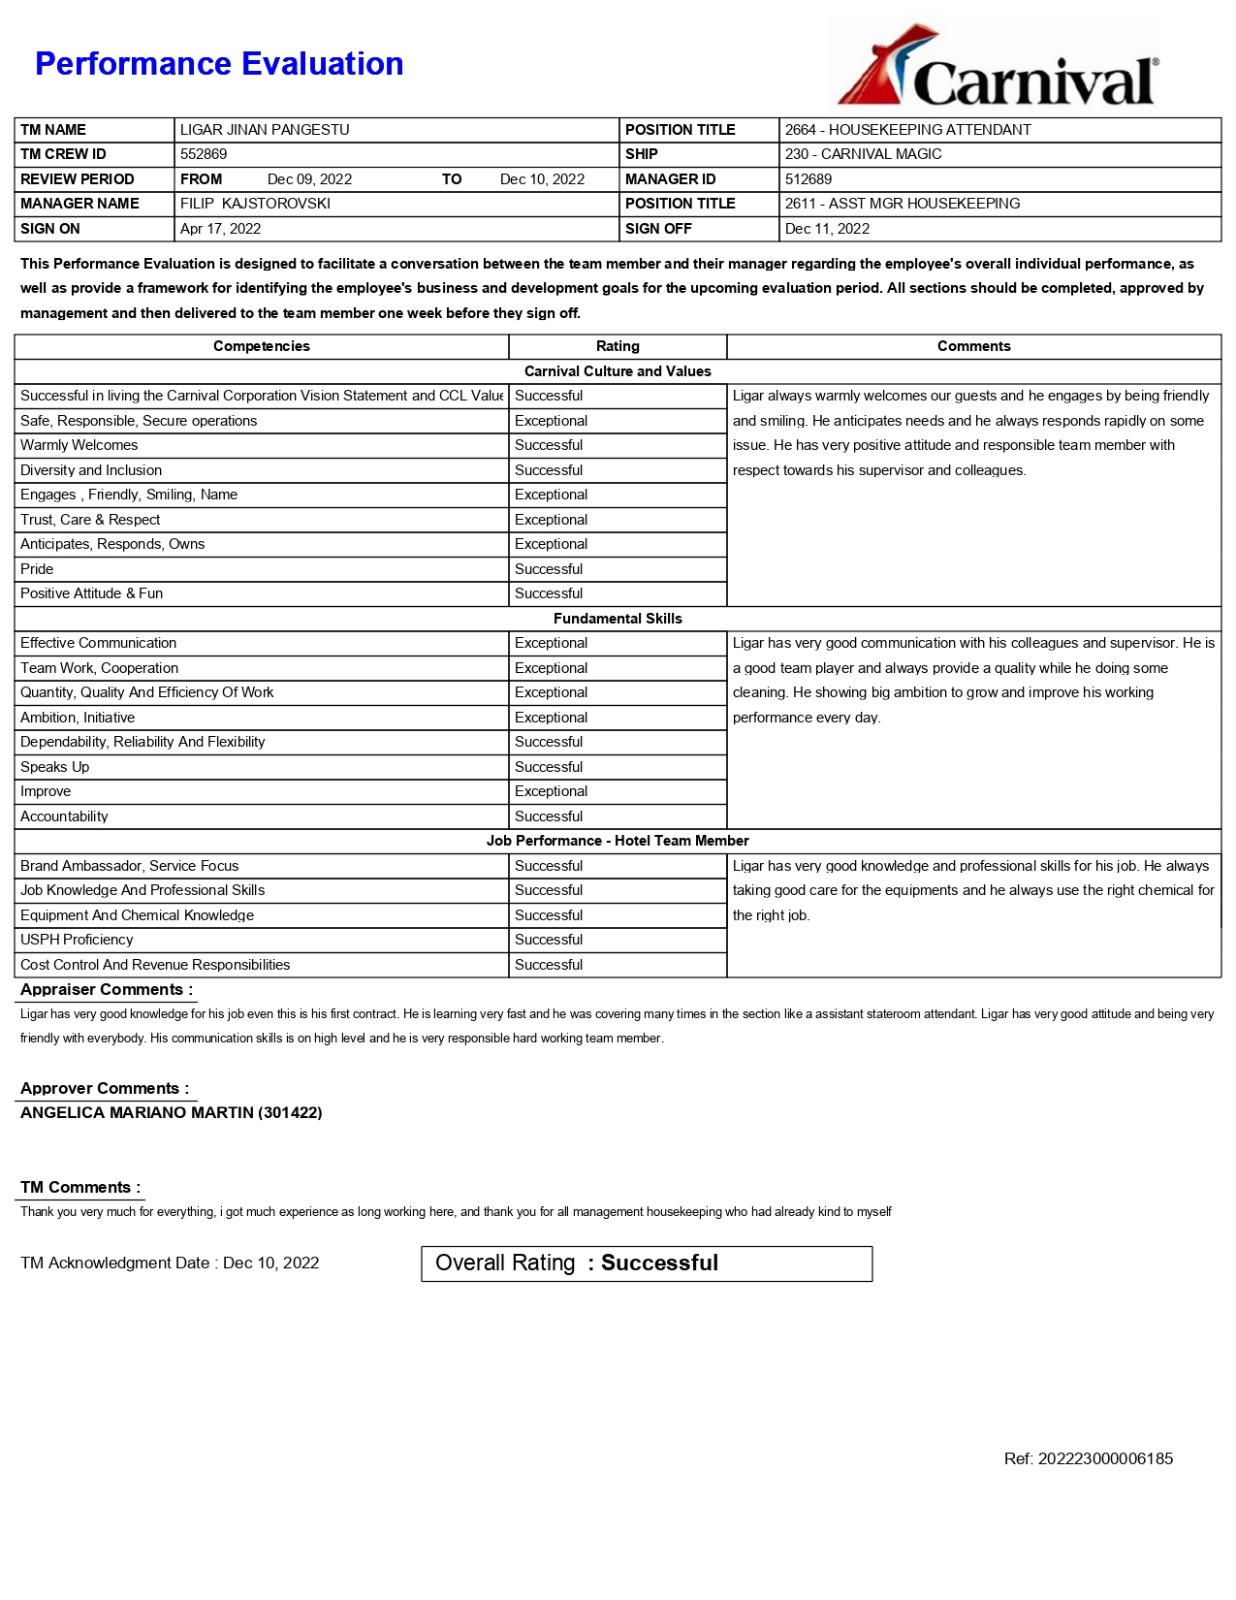 Performance Evaluation
Carnival®
TM NAME LIGAR JINAN PANGESTU POSITION TITLE 2664 - HOUSEKEEPING ATTENDANT
TM CREW ID 552869 SHIP 230 - CARNIVAL MAGIC
REVIEW PERIOD FROM Dec 09, 2022 TO Dec 10, 2022 MANAGER ID 512689
MANAGER NAME FILIP KAJSTOROVSKI POSITION TITLE 2611 - ASST MGR HOUSEKEEPING
SIGN ON Apr 17, 2022 SIGN OFF Dec 11, 2022
This Performance Evaluation is designed to facilitate a conversation between the team member and their manager regarding the employee's overall individual performance, as
well as provide a framework for identifying the employee's business and development goals for the upcoming evaluation period. All sections should be completed, approved by
management and then delivered to the team member one week before they sign off.
Competencies Rating Comments
Carnival Culture and Values
Successful in living the Carnival Corporation Vision Statement and CCL Value Successful Ligar always warmly welcomes our guests and he engages by being friendly
Safe, Responsible, Secure operations Exceptional and smiling. He anticipates needs and he always responds rapidly on some
Warmly Welcomes Successful issue. He has very positive attitude and responsible team member with
Diversity and Inclusion Successful respect towards his supervisor and colleagues.
Engages , Friendly, Smiling, Name Exceptional
Trust, Care & Respect Exceptional
Anticipates, Responds, Owns Exceptional
Pride Successful
Positive Attitude & Fun Successful
Fundamental Skills
Effective Communication Exceptional Ligar has very good communication with his colleagues and supervisor. He is
Team Work, Cooperation Exceptional a good team player and always provide a quality while he doing some
Quantity, Quality And Efficiency Of Work Exceptional cleaning. He showing big ambition to grow and improve his working
Ambition, Initiative Exceptional performance every day.
Dependability, Reliability And Flexibility Successful
Speaks Up Successful
Improve Exceptional
Accountability Successful
Job Performance - Hotel Team Member
Brand Ambassador, Service Focus Successful Ligar has very good knowledge and professional skills for his job. He always
Job Knowledge And Professional Skills Successful taking good care for the equipments and he always use the right chemical for
Equipment And Chemical Knowledge Successful the right job.
USPH Proficiency Successful
Cost Control And Revenue Responsibilities Successful
Appraiser Comments :
Ligar has very good knowledge for his job even this is his first contract. He is learning very fast and he was covering many times in the section like a assistant stateroom attendant. Ligar has very good attitude and being very
friendly with everybody. His communication skills is on high level and he is very responsible hard working team member.
Approver Comments :
ANGELICA MARIANO MARTIN (301422)
TM Comments :
Thank you very much for everything, i got much experience as long working here, and thank you for all management housekeeping who had already kind to myself
TM Acknowledgment Date : Dec 10, 2022 Overall Rating : Successful
Ref: 202223000006185